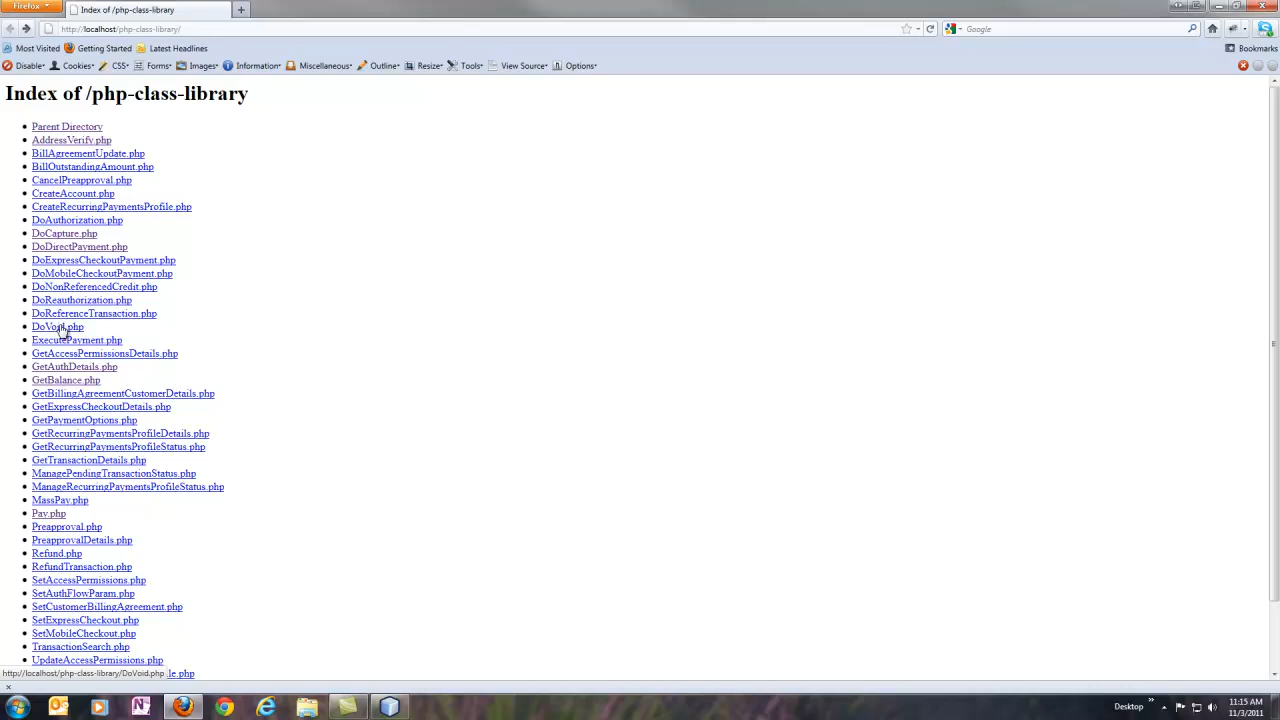 Firefox
Index of /php-class-library
+
http://localhost/php-class-library/
Google
Most Visited
Getting Started
Latest Headlines
Bookmarks
Disable
Cookies
CSS
Forms
Images
Information
Miscellaneous
Outline
Resize
Tools
View Source
Options
Index of /php-class-library
Parent Directory
AddressVerify.php
BillAgreementUpdate.php
BillOutstandingAmount.php
CancelPreapproval.php
CreateAccount.php
CreateRecurringPaymentsProfile.php
DoAuthorization.php
DoCapture.php
DoDirectPayment.php
DoExpressCheckoutPayment.php
DoMobileCheckoutPayment.php
DoNonReferencedCredit.php
DoReauthorization.php
DoReferenceTransaction.php
DoVoid.php
ExecutePayment.php
GetAccessPermissionsDetails.php
GetAuthDetails.php
GetBalance.php
GetBillingAgreementCustomerDetails.php
GetExpressCheckoutDetails.php
GetPaymentOptions.php
GetRecurringPaymentsProfileDetails.php
GetRecurringPaymentsProfileStatus.php
GetTransactionDetails.php
ManagePendingTransactionStatus.php
ManageRecurringPaymentsProfileStatus.php
MassPay.php
Pay.php
Preapproval.php
PreapprovalDetails.php
Refund.php
RefundTransaction.php
SetAccessPermissions.php
SetAuthFlowParam.php
SetCustomerBillingAgreement.php
SetExpressCheckout.php
SetMobileCheckout.php
TransactionSearch.php
UpdateAccessPermissions.php
http://localhost/php-class-library/DoVoid.php le.php
Desktop
11:15 AM
11/3/2011